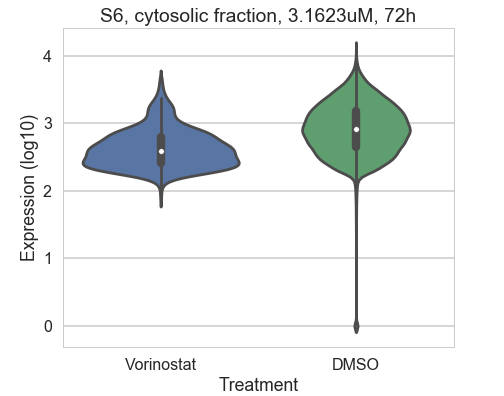 S6, cytosolic fraction, 3.1623uM, 72h
Expression (log10)
4
3
2
1
0
Vorinostat
DMSO
Treatment